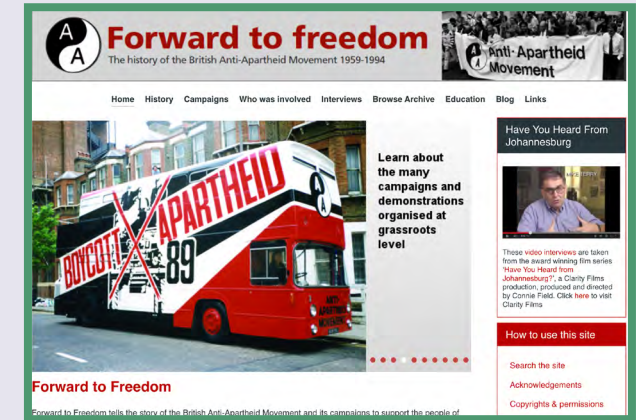 A
A
Forward to freedom
The history of the British Anti-Apartheid Movement 1959-1994
Anti-Apartheid
Movement
Home History Campaigns Who was involved Interviews Browse Archive Education Blog Links
BOYCOTT APARTHEID
89
A
A
ANTI
APARTHEID
MOVEMENT
Learn about
the many
campaigns and
demonstrations
organised at
grassroots
level
Have You Heard From
Johannesburg
These video interviews are taken
from the award winning film series
'Have You Heard from
Johannesburg?', a Clarity Films
production, produced and directed
by Connie Field. Click here to visit
Clarity Films
How to use this site
Search the site
Acknowledgements
Copyrights & permissions
Forward to Freedom
Forward to Freedom tells the story of the British Anti-Apartheid Movement and its campaigns to support the people of